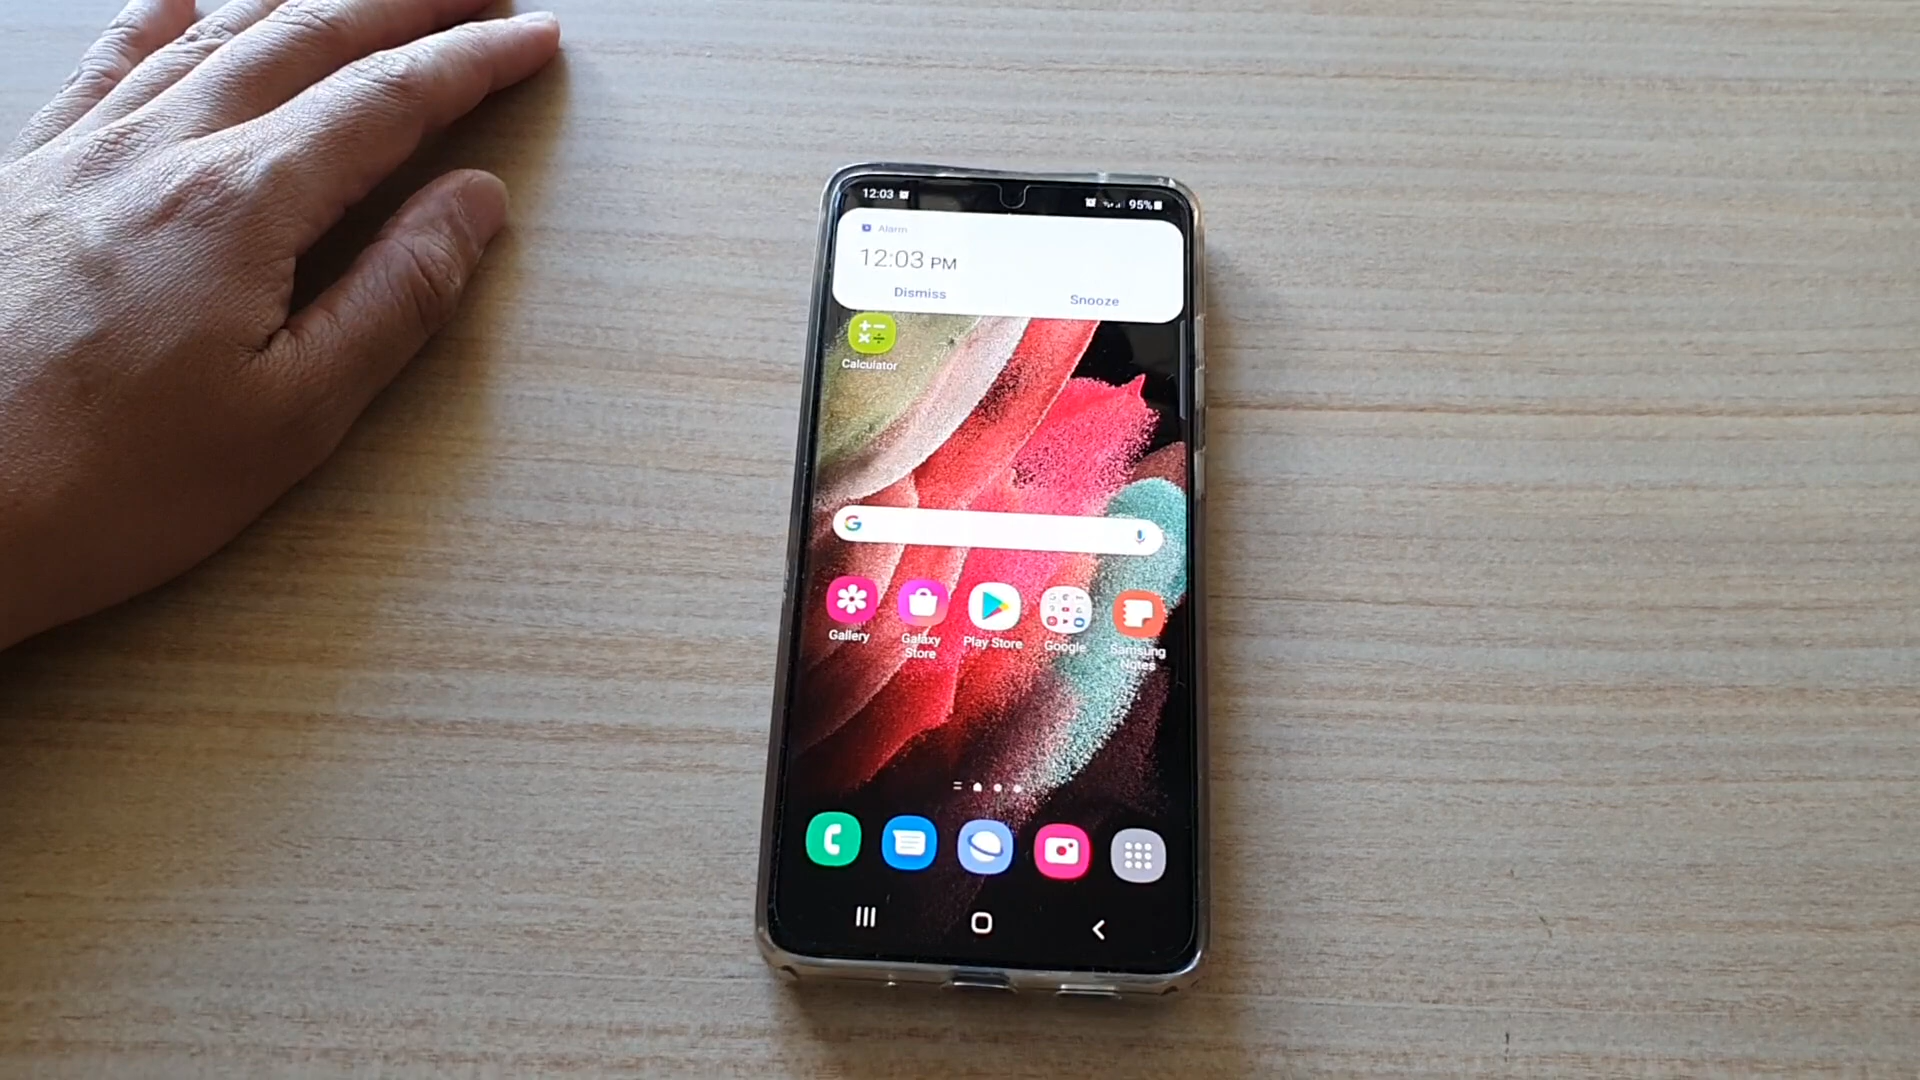 12:03
95%
Alarm
12:03 PM
Dismiss
Snooze
Calculator
G
Gallery
Galaxy
Store
Play Store
Google
Samsung
Notes